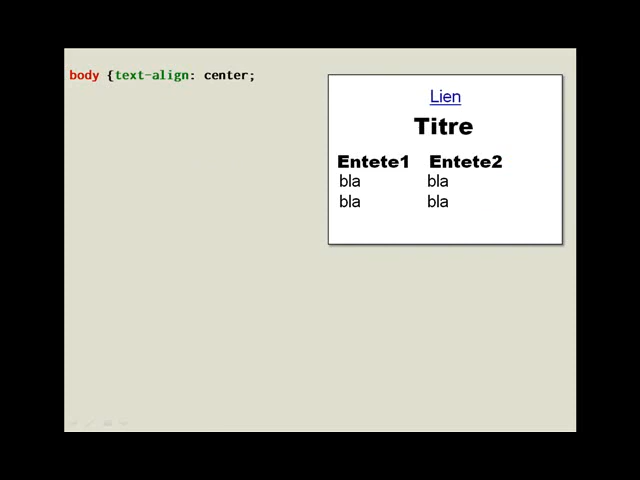 body {text-align: center;
Lien
Titre
Entete1 Entete2
bla bla
bla bla